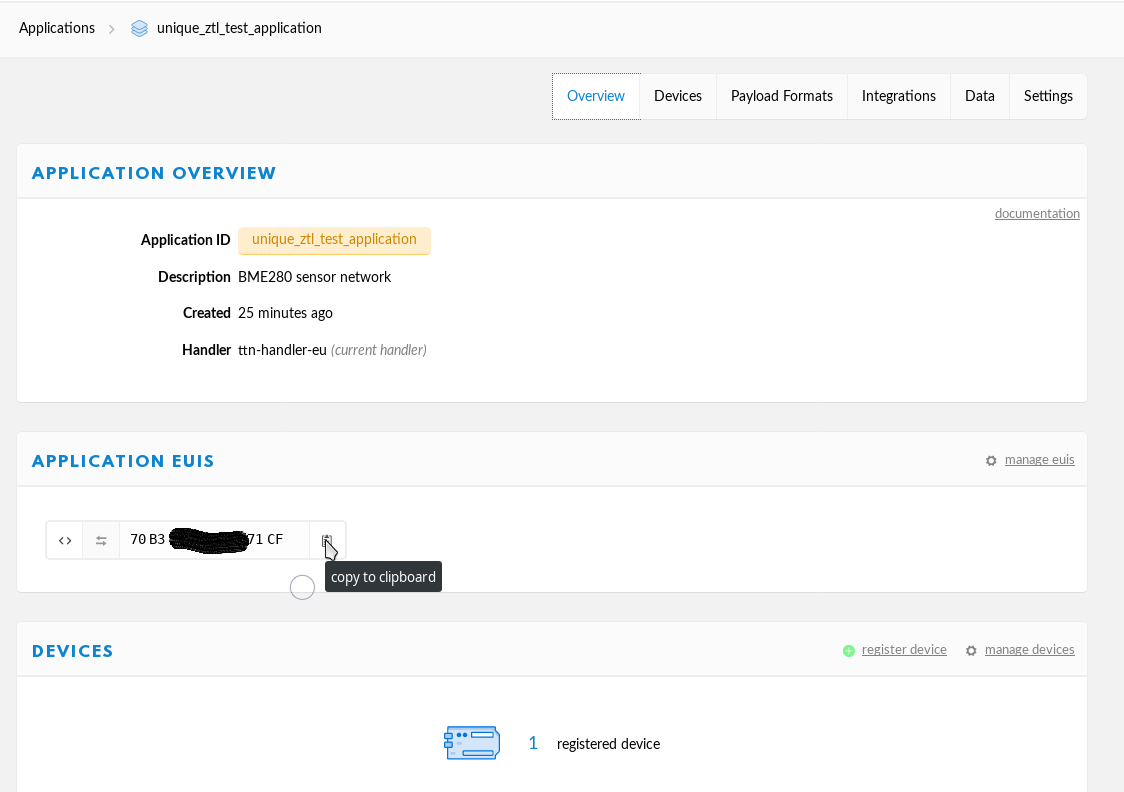 Applications > unique_ztl_test_application
Overview Devices Payload Formats Integrations Data Settings
APPLICATION OVERVIEW
documentation
Application ID unique_ztl_test_application
Description BME280 sensor network
Created 25 minutes ago
Handler ttn-handler-eu (current handler)
APPLICATION EUIS
manage euis
<> 70 B3 71 CF
copy to clipboard
DEVICES
register device manage devices
1 registered device